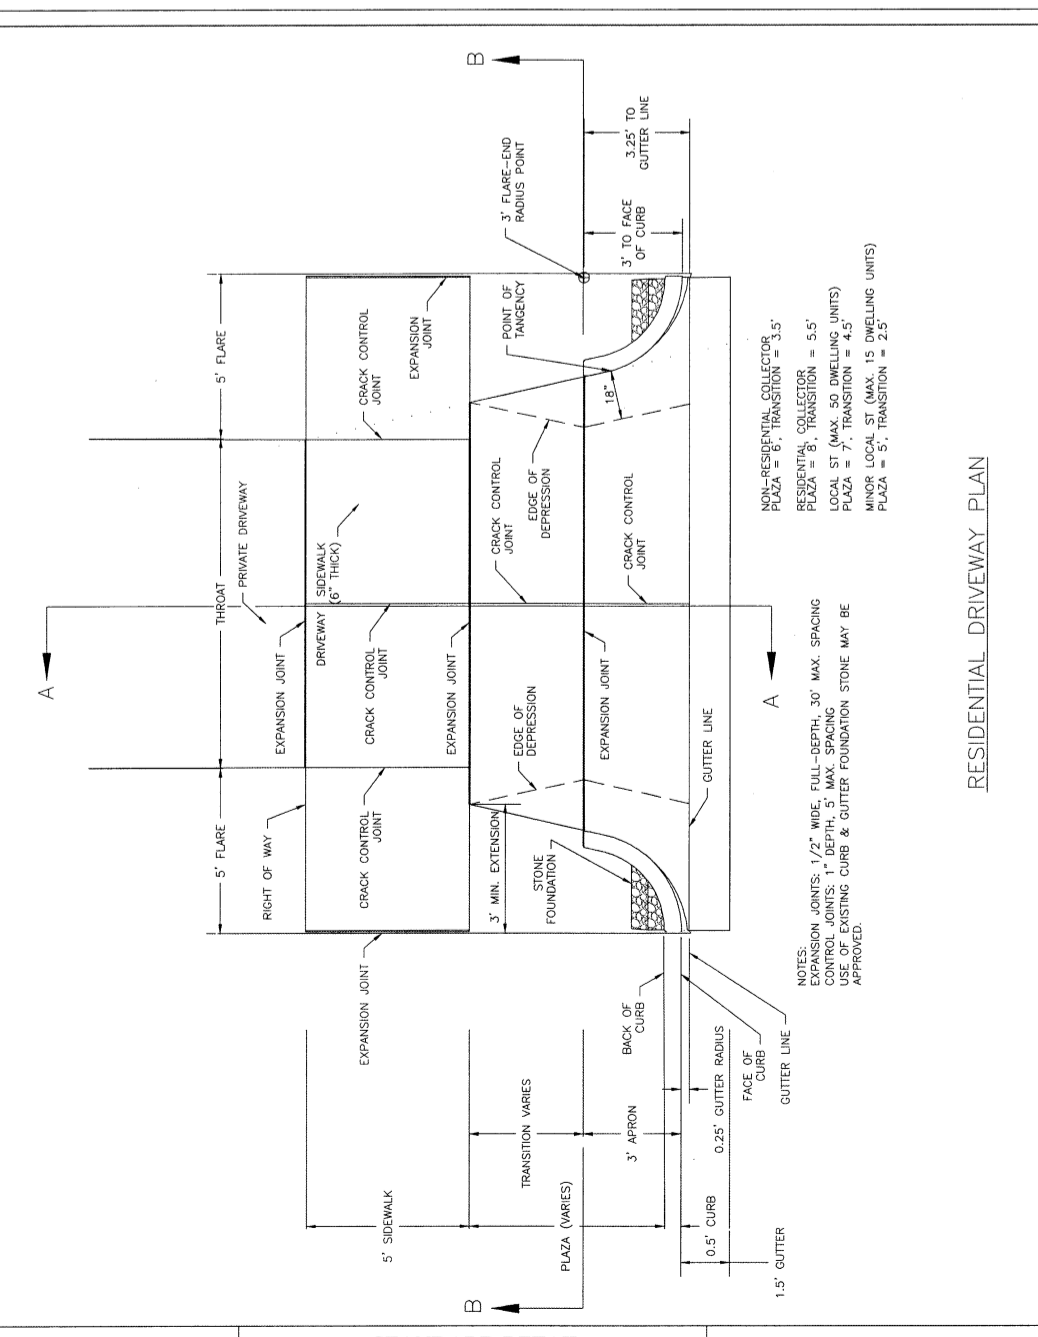 B
3' FLARE-END
RADIUS POINT
3.25' TO
GUTTER LINE
3' TO FACE
OF CURB
5' FLARE
CRACK CONTROL
JOINT
EXPANSION
JOINT
POINT OF
TANGENCY
18"
NON-RESIDENTIAL COLLECTOR
PLAZA = 6', TRANSITION = 3.5'
RESIDENTIAL COLLECTOR
PLAZA = 8', TRANSITION = 5.5'
LOCAL ST (MAX. 50 DWELLING UNITS)
PLAZA = 7', TRANSITION = 4.5'
MINOR LOCAL ST (MAX. 15 DWELLING UNITS)
PLAZA = 5', TRANSITION = 2.5'
A
THROAT
PRIVATE DRIVEWAY
DRIVEWAY SIDEWALK
(6" THICK)
EDGE OF
DEPRESSION
CRACK CONTROL
JOINT
CRACK CONTROL
JOINT
EXPANSION JOINT
CRACK CONTROL
JOINT
EXPANSION JOINT
EDGE OF
DEPRESSION
EXPANSION JOINT
A
GUTTER LINE
5' FLARE
RIGHT OF WAY
CRACK CONTROL
JOINT
3' MIN. EXTENSION
STONE
FOUNDATION
NOTES:
EXPANSION JOINTS: 1/2" WIDE, FULL-DEPTH, 30' MAX. SPACING
CONTROL JOINTS: 1" DEPTH, 5' MAX. SPACING
USE OF EXISTING CURB & GUTTER FOUNDATION STONE MAY BE
APPROVED.
EXPANSION JOINT
BACK OF
CURB
FACE OF
CURB
GUTTER LINE
5' SIDEWALK
TRANSITION VARIES
PLAZA (VARIES)
3' APRON
0.25' GUTTER RADIUS
0.5' CURB
1.5' GUTTER
B
RESIDENTIAL DRIVEWAY PLAN